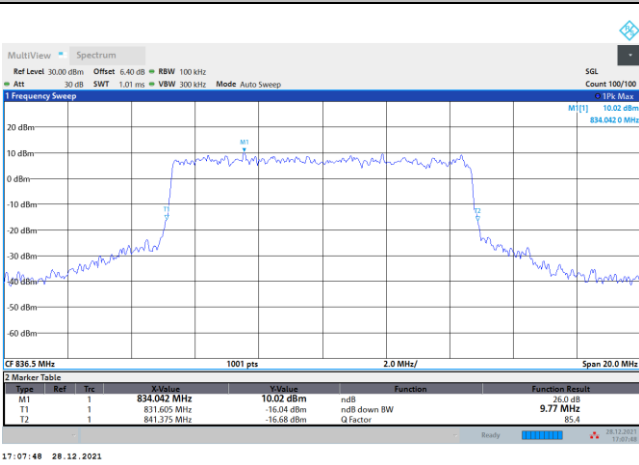 MultiView Spectrum
Ref Level 30.00 dBm Offset 6.40 dB RBW 100 kHz SGL
Att 30 dB SWT 1.01 ms VBW 300 kHz Mode Auto Sweep Count 100/100
1 Frequency Sweep 1Pk Max
M1[1] 10.02 dBm
834.042 0 MHz
20 dBm
M1
10 dBm
0 dBm
-10 dBm
T1
T2
-20 dBm
-30 dBm
-40 dBm
-50 dBm
-60 dBm
CF 836.5 MHz 1001 pts 2.0 MHz/ Span 20.0 MHz
2 Marker Table
Type Ref Trc X-Value Y-Value Function Function Result
M1 1 834.042 MHz 10.02 dBm ndB 26.0 dB
T1 1 831.605 MHz -16.04 dBm ndB down BW 9.77 MHz
T2 1 841.375 MHz -16.68 dBm Q Factor 85.4
Ready 28.12.2021
17:07:48
17:07:48 28.12.2021